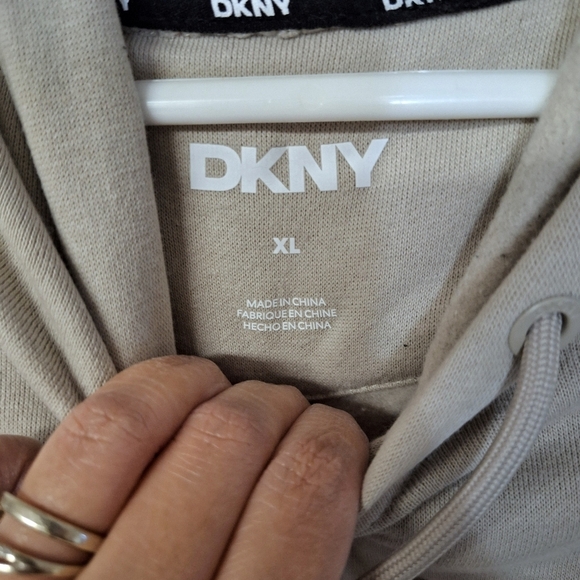 DKNY DKNY
DKNY
XL
MADE IN CHINA
FABRIQUE EN CHINE
HECHO EN CHINA